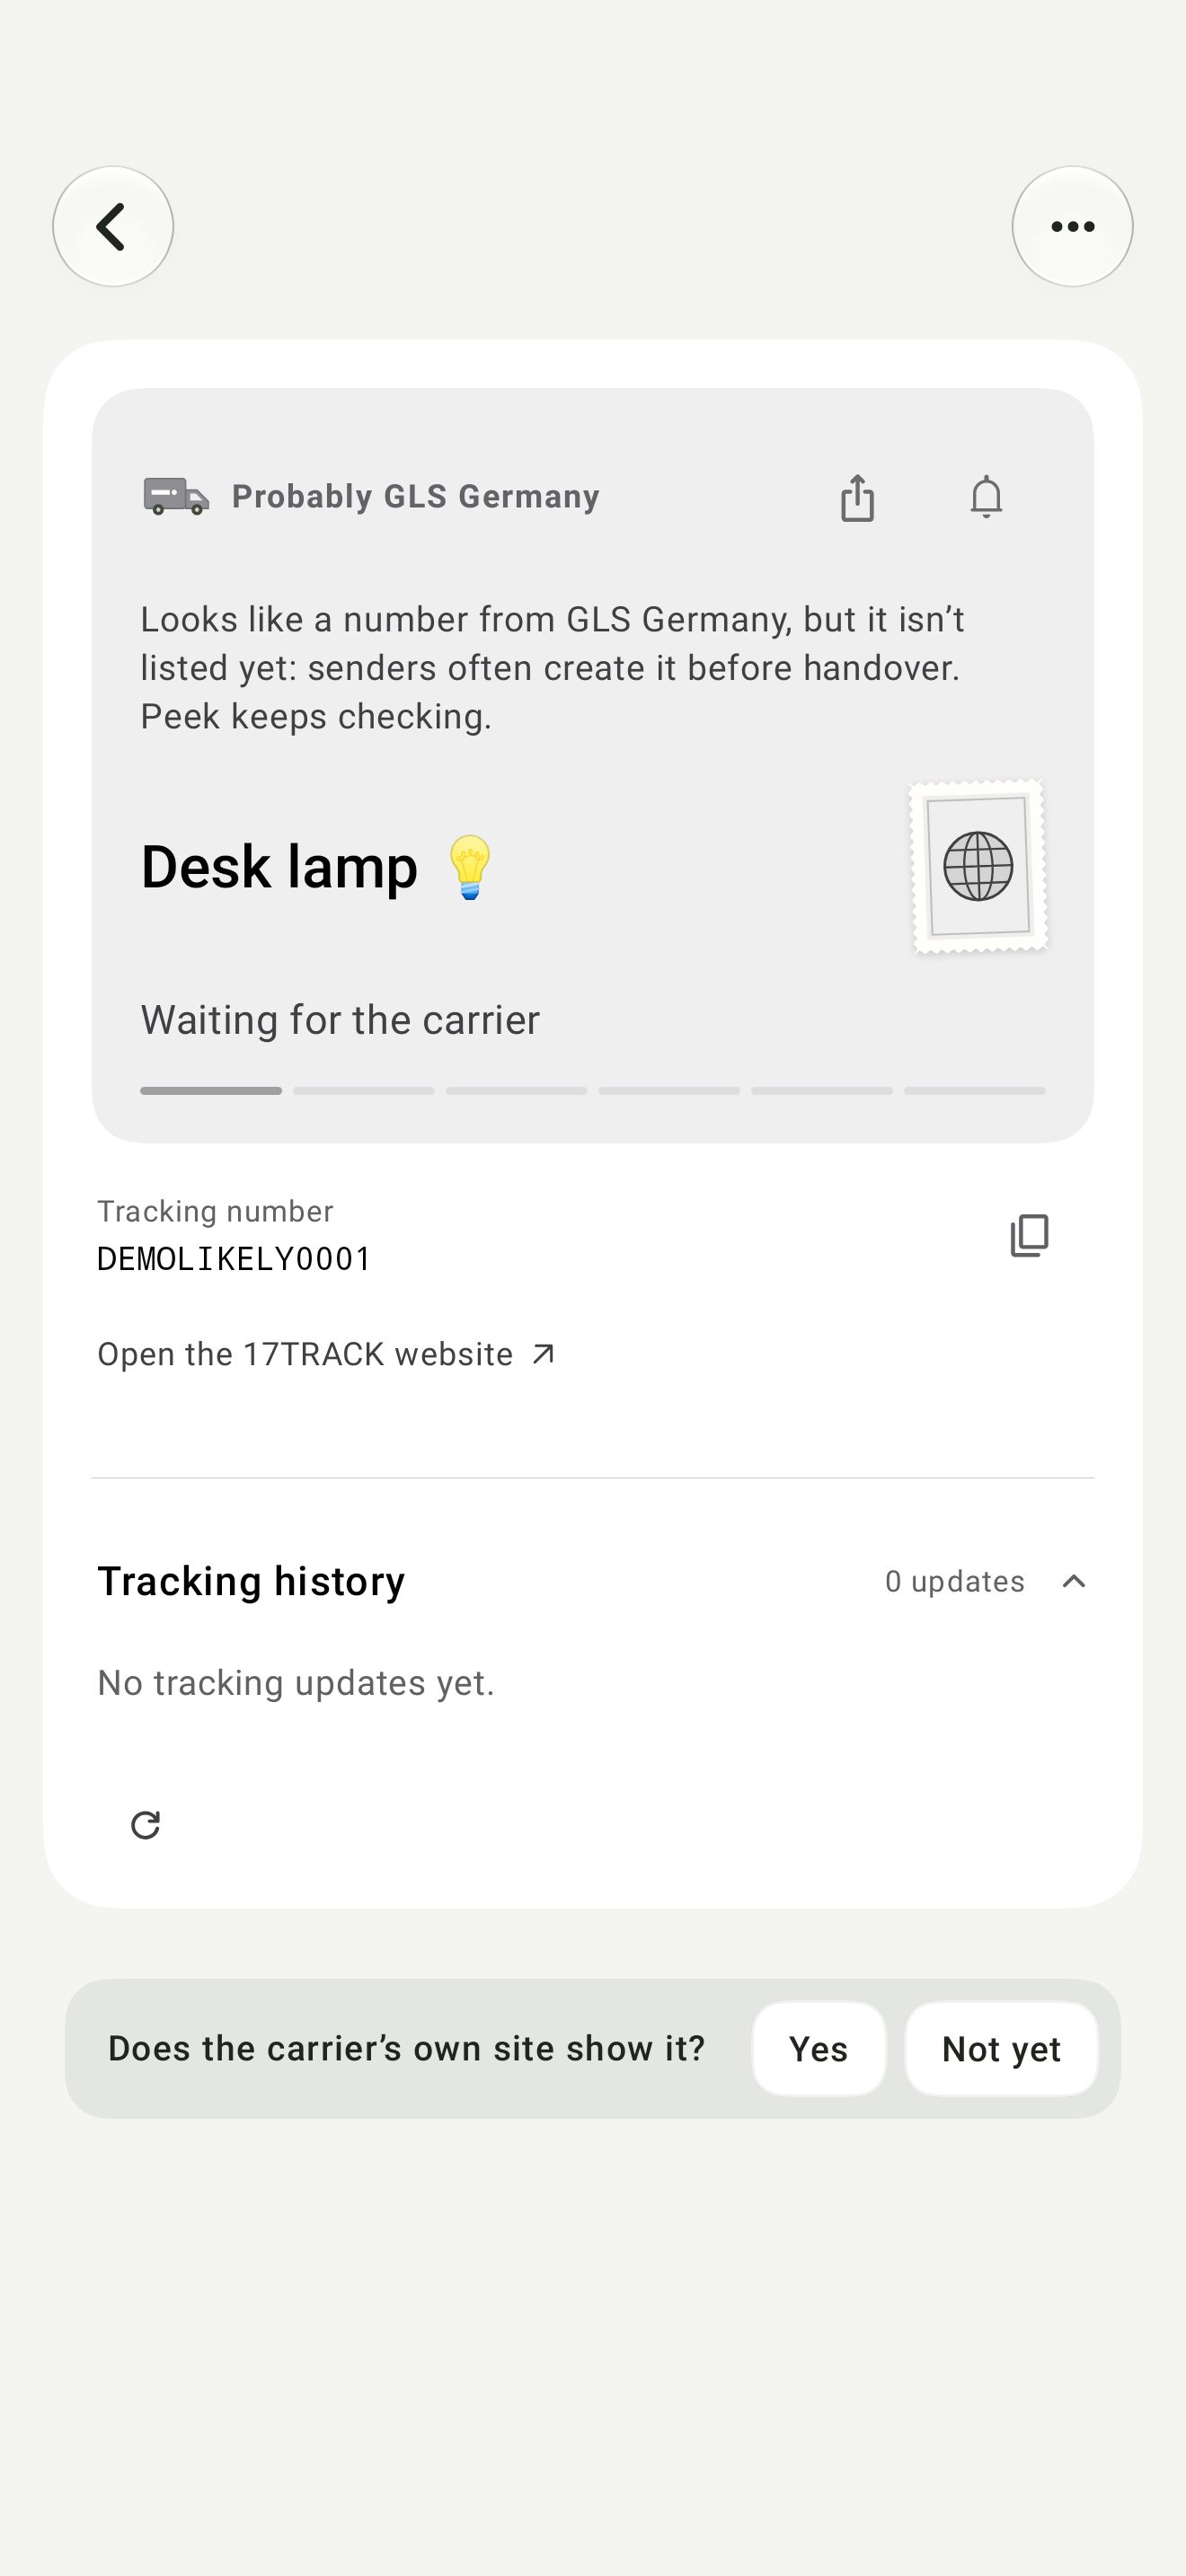 Probably GLS Germany
Looks like a number from GLS Germany, but it isn’t
listed yet: senders often create it before handover.
Peek keeps checking.
Desk lamp 💡
Waiting for the carrier
Tracking number
DEMOLIKELY0001
Open the 17TRACK website ↗
Tracking history
0 updates
No tracking updates yet.
Does the carrier’s own site show it?
Yes
Not yet